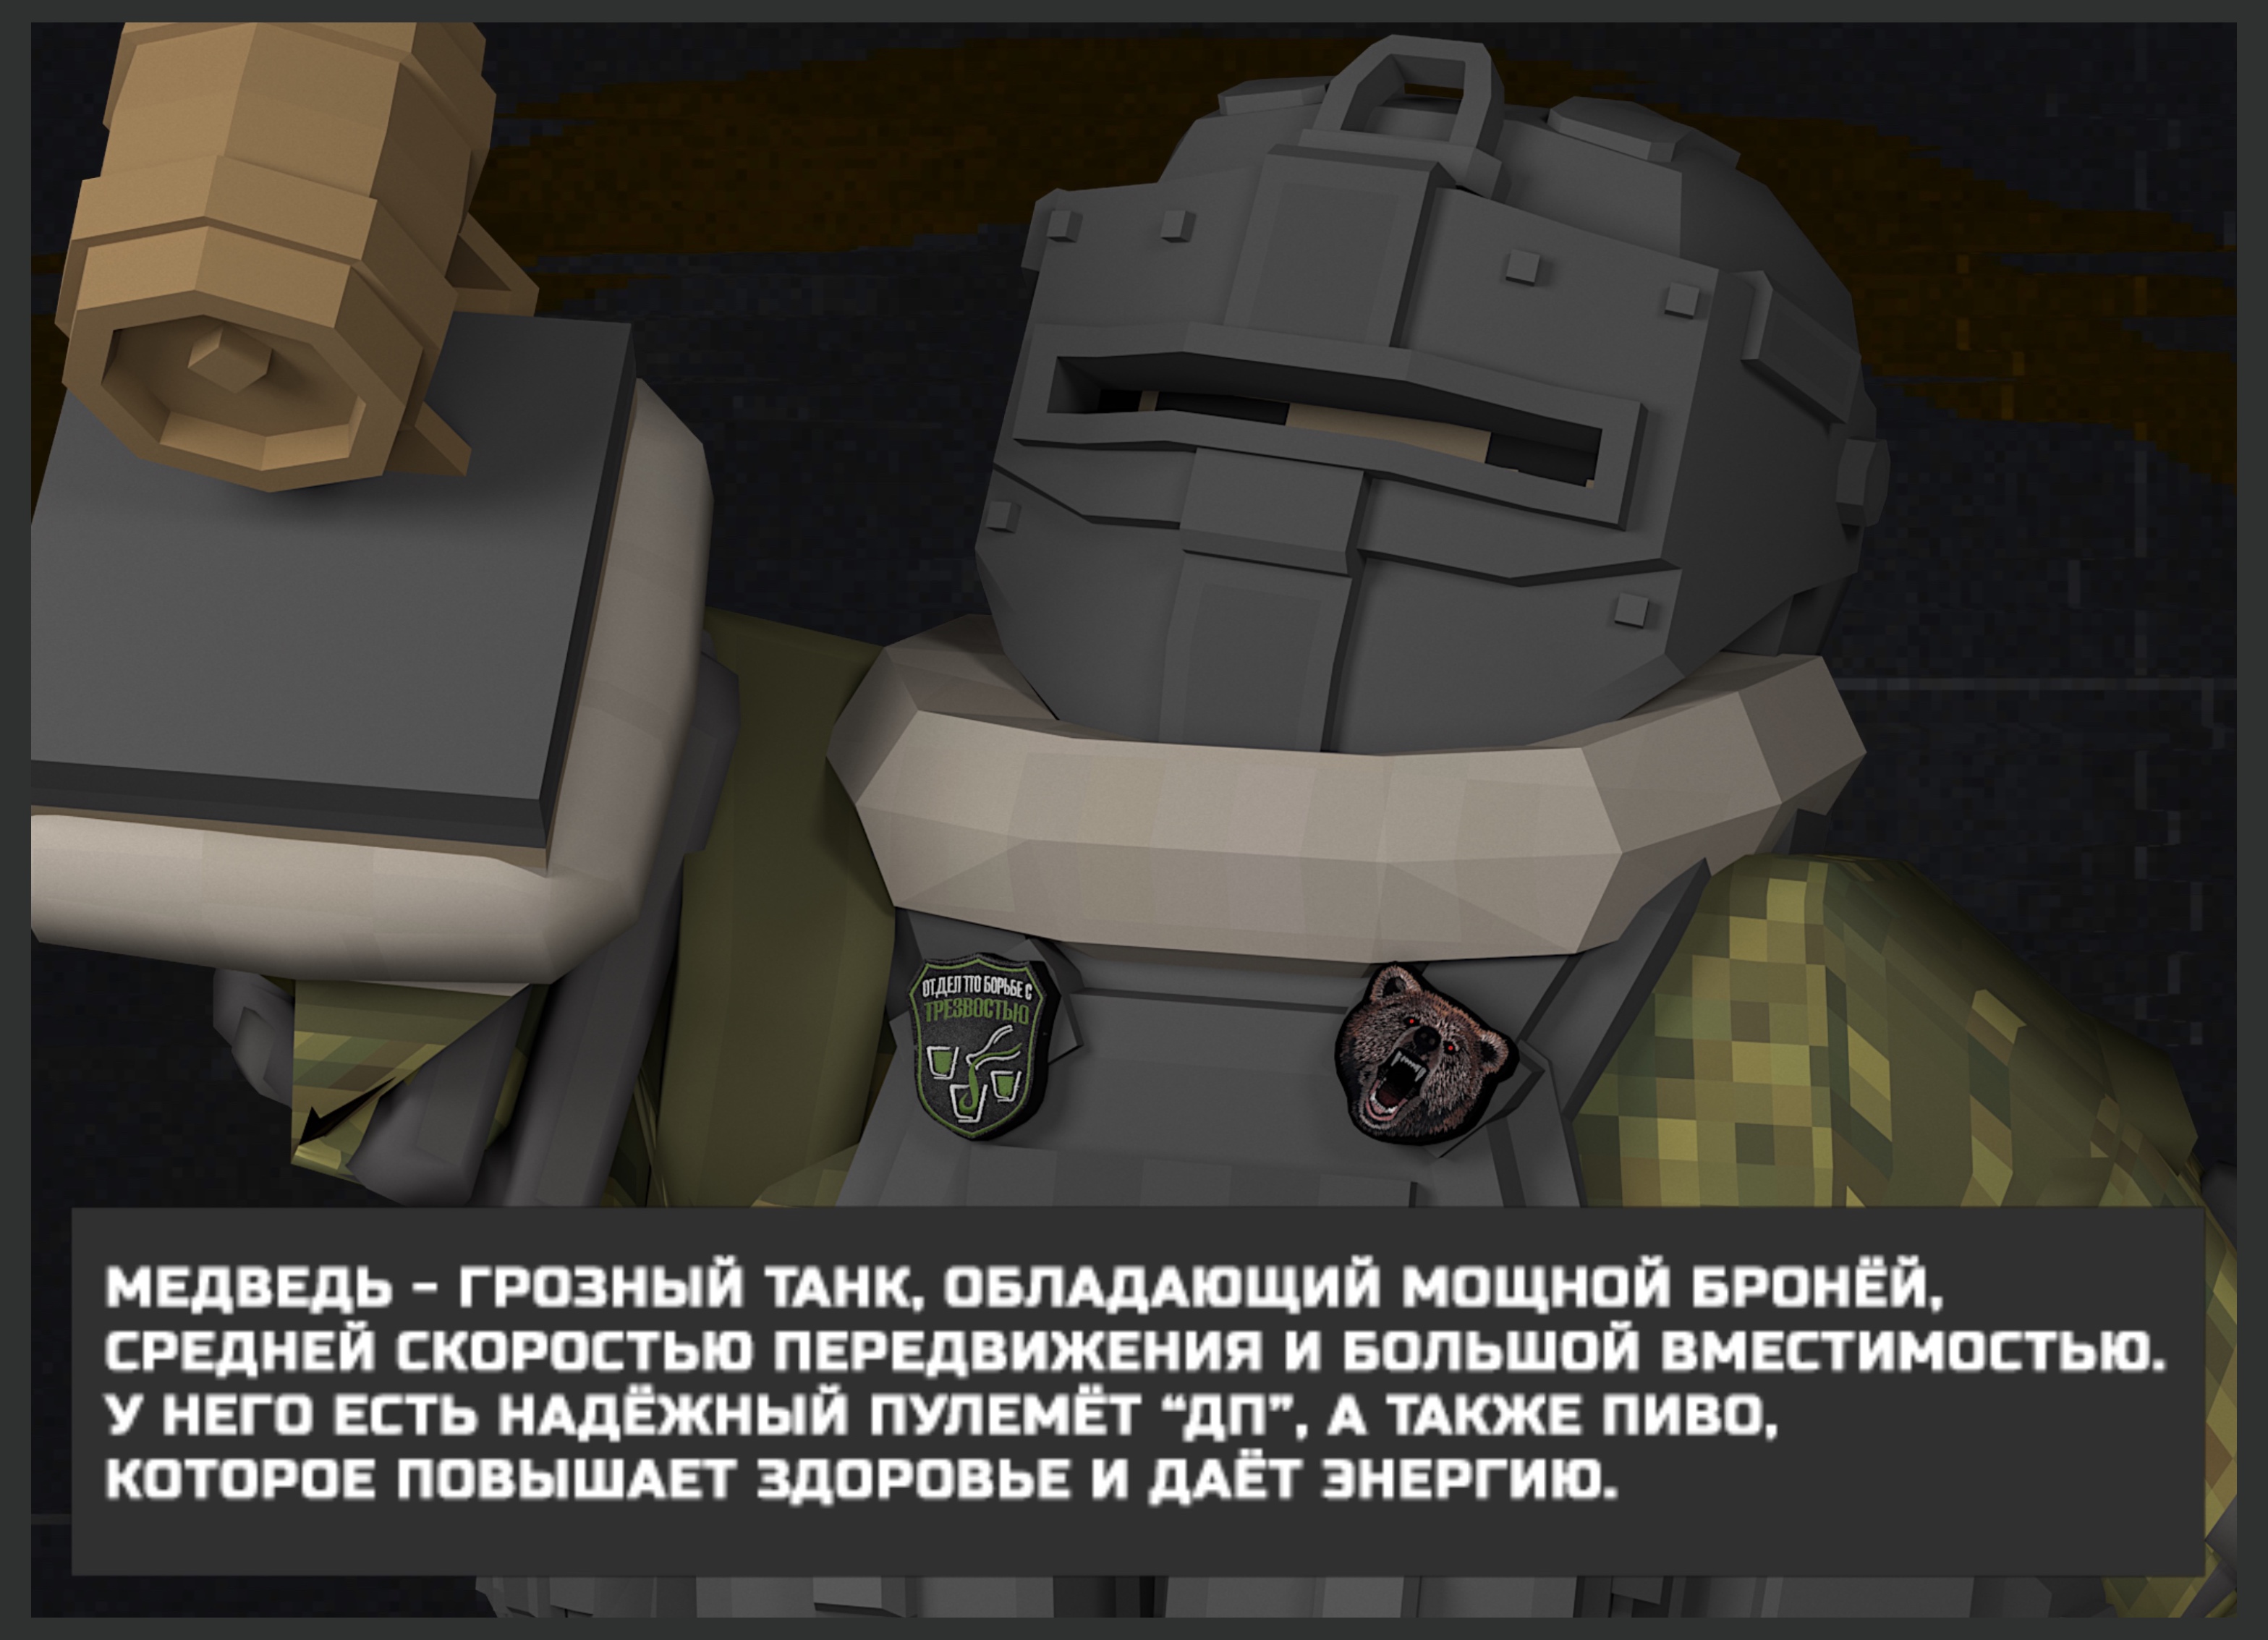 ОТДЕЛ ПО БОРЬБЕ С
ТРЕЗВОСТЬЮ
МЕДВЕДЬ - ГРОЗНЫЙ ТАНК, ОБЛАДАЮЩИЙ МОЩНОЙ БРОНЁЙ,
СРЕДНЕЙ СКОРОСТЬЮ ПЕРЕДВИЖЕНИЯ И БОЛЬШОЙ ВМЕСТИМОСТЬЮ.
У НЕГО ЕСТЬ НАДЁЖНЫЙ ПУЛЕМЁТ “ДП”, А ТАКЖЕ ПИВО,
КОТОРОЕ ПОВЫШАЕТ ЗДОРОВЬЕ И ДАЁТ ЭНЕРГИЮ.